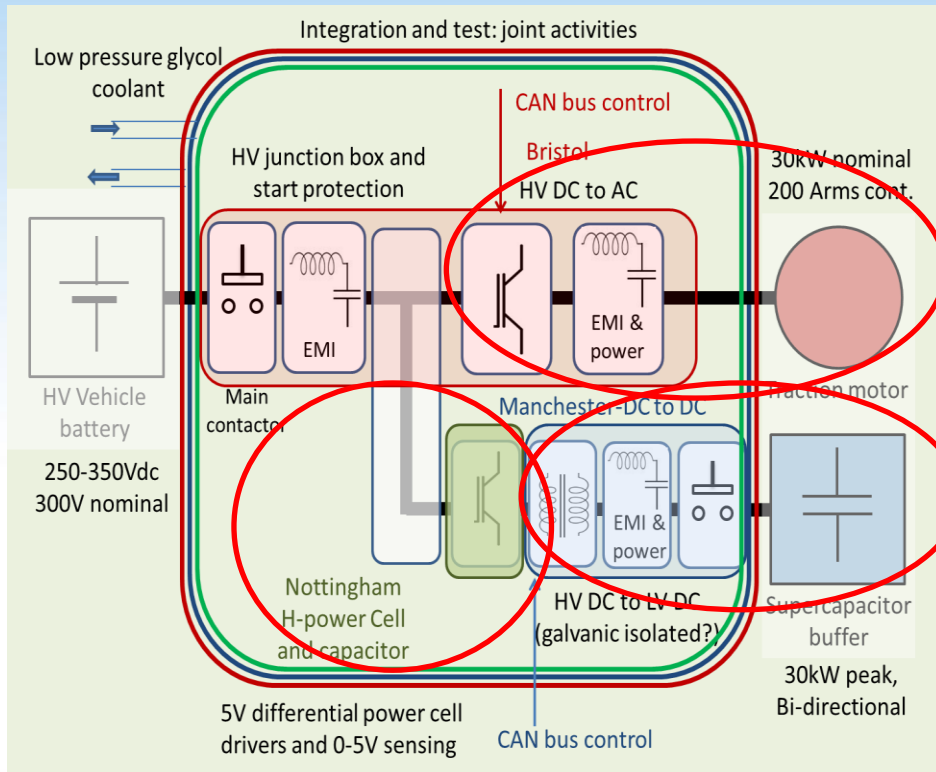 Integration and test: joint activities
Low pressure glycol
coolant
CAN bus control
Bristol
HV junction box and
start protection
HV DC to AC
30kW nominal
200 Arms cont.
EMI
EMI &
power
HV Vehicle
battery
Main
contactor
Traction motor
250-350Vdc
300V nominal
Manchester-DC to DC
EMI &
power
Nottingham
H-power Cell
and capacitor
HV DC to LV DC
(galvanic isolated?)
Supercapacitor
buffer
30kW peak,
Bi-directional
5V differential power cell
drivers and 0-5V sensing
CAN bus control